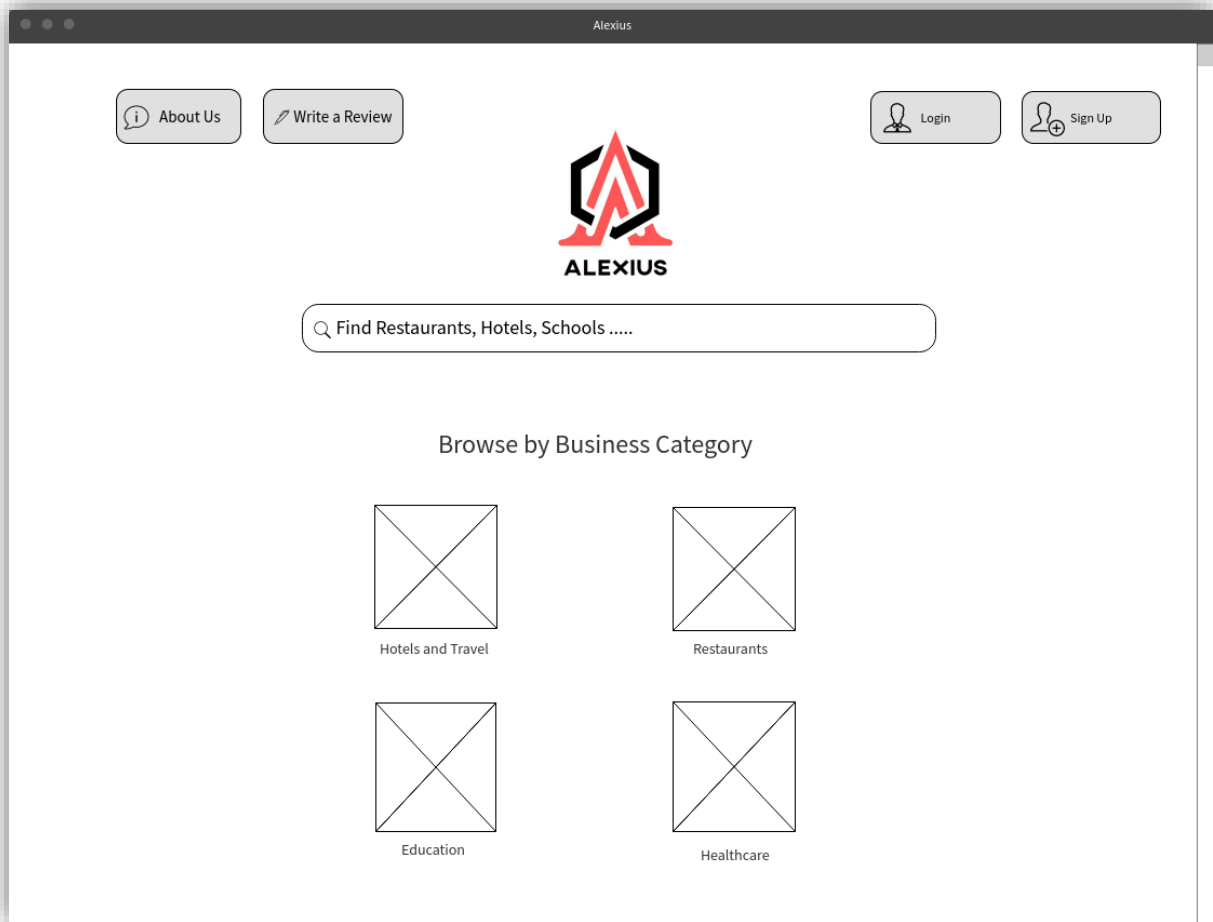 Alexius
About Us
Write a Review
Login
Sign Up
ALEXIUS
Find Restaurants, Hotels, Schools .....
Browse by Business Category
Hotels and Travel
Restaurants
Education
Healthcare